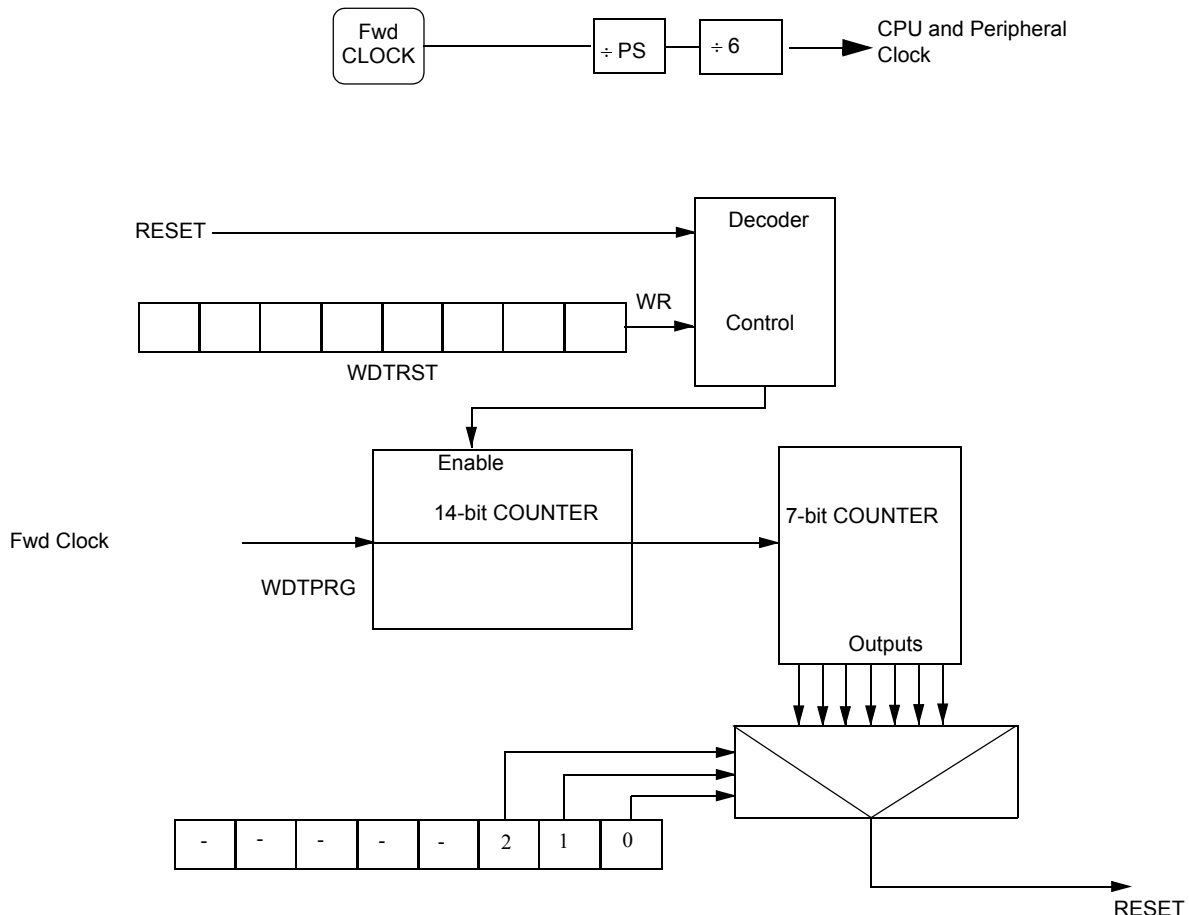 Fwd
CLOCK
÷ PS
÷ 6
CPU and Peripheral
Clock
RESET
Decoder
WR
Control
WDTRST
Enable
14-bit COUNTER
7-bit COUNTER
Fwd Clock
WDTPRG
Outputs
- - - - - 2 1 0
RESET